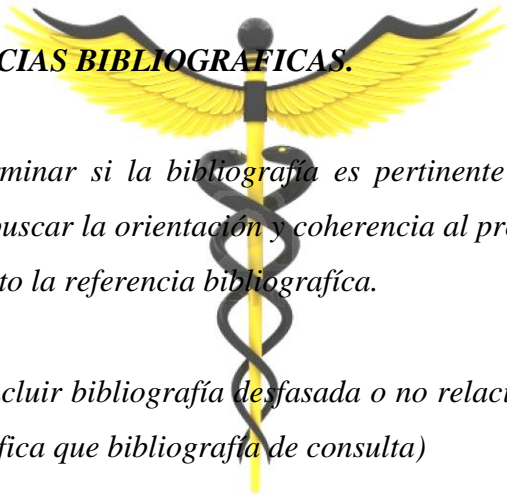 CIAS BIBLIOGRAFICAS.
minar si la bibliografía es pertinente
buscar la orientación y coherencia al pr
to la referencia bibliografíca.
cluir bibliografía desfasada o no relaci
fica que bibliografía de consulta)